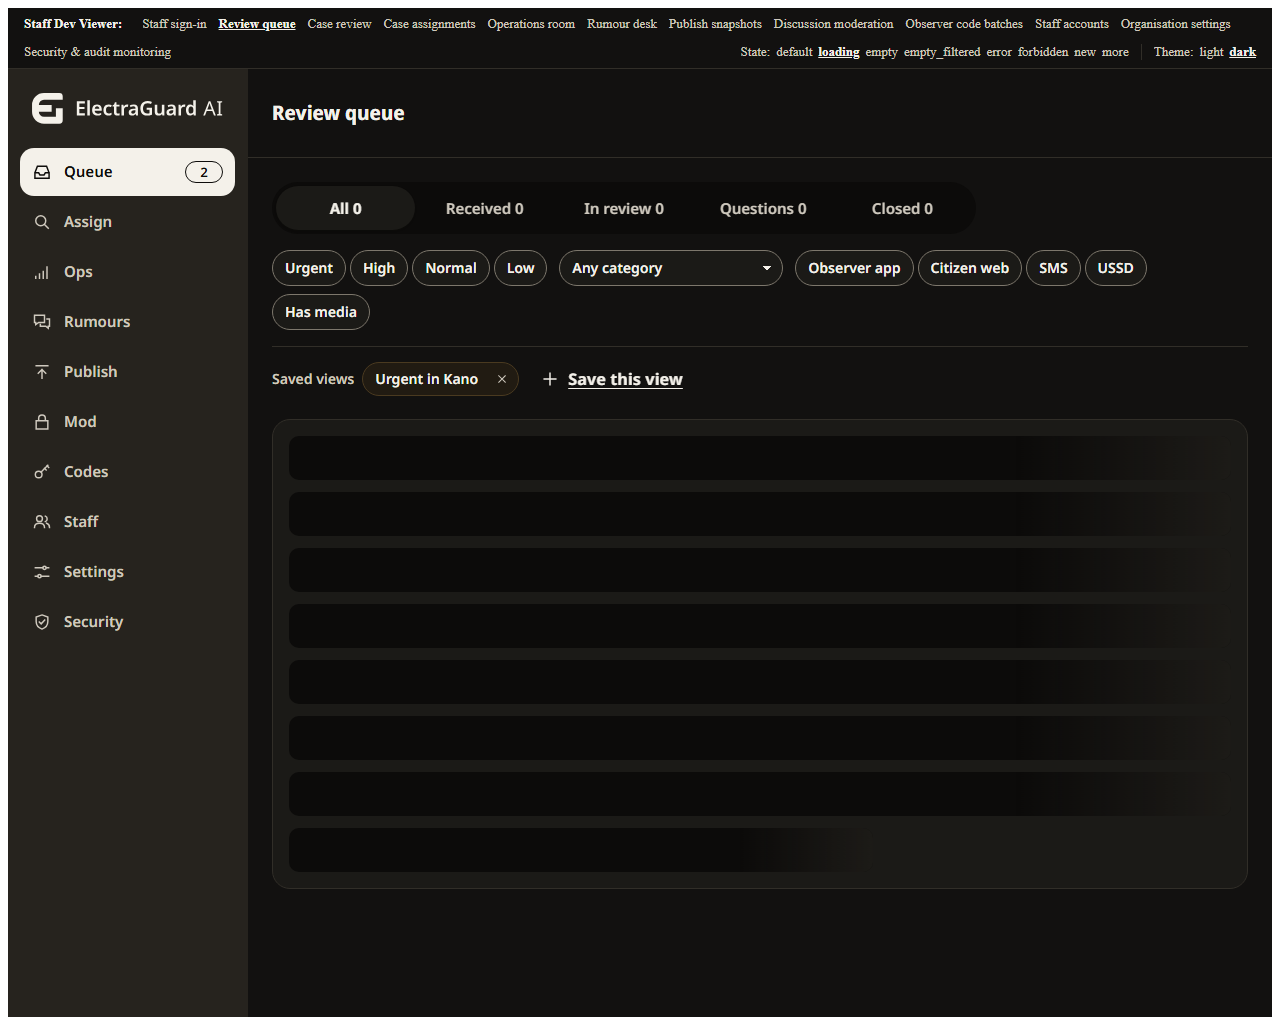 Staff Dev Viewer: Staff sign-in Review queue Case review Case assignments Operations room Rumour desk Publish snapshots Discussion moderation Observer code batches Staff accounts Organisation settings
Security & audit monitoring State: default loading empty empty_filtered error forbidden new more Theme: light dark
ElectraGuard AI
Review queue
Queue 2
Assign
Ops
Rumours
Publish
Mod
Codes
Staff
Settings
Security
All 0 Received 0 In review 0 Questions 0 Closed 0
Urgent High Normal Low Any category Observer app Citizen web SMS USSD
Has media
Saved views Urgent in Kano × + Save this view